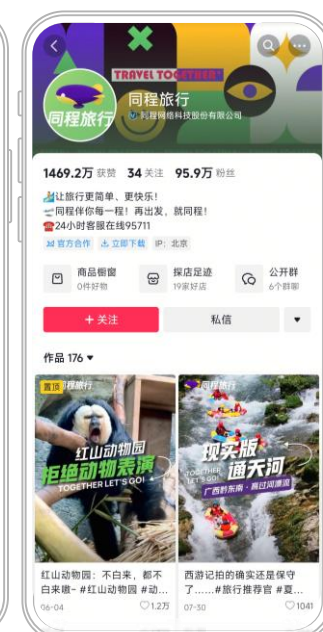 TRAVEL TOGETHER
同程旅行
同程旅行
同程网络科技股份有限公司
1469.2万 获赞 34 关注 95.9万 粉丝
让旅行更简单、更快乐!
同程伴你每一程!再出发,就同程!
24小时客服在线95711
官方合作 立即下载 IP:北京
商品橱窗 探店足迹 公开群
0件好物 19家好店 6个群聊
+ 关注 私信
作品 176
置顶
同程旅行
红山动物园
拒绝动物表演
TOGETHER LET'S GO!
现实版
通天河
TOGETHER LET'S GO!
广西黔东南·高过河漂流
红山动物园:不白来,都不
白来嗷~ #红山动物园 #动...
06-04 1.2万
西游记拍的确实还是保守
了......#旅行推荐官 #夏...
07-30 1041